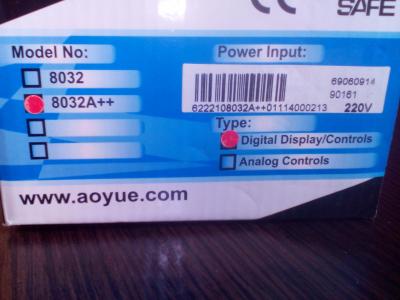 CE
SAFE
Model No:
8032
8032A++
Power Input:
69060914
90161
6222108032A++01114000213
220V
Type:
Digital Display/Controls
Analog Controls
www.aoyue.com